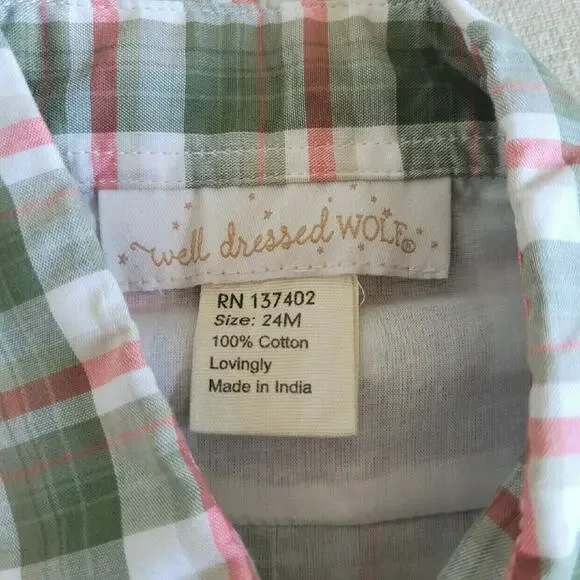 well dressed WOLF®
RN 137402
Size: 24M
100% Cotton
Lovingly
Made in India